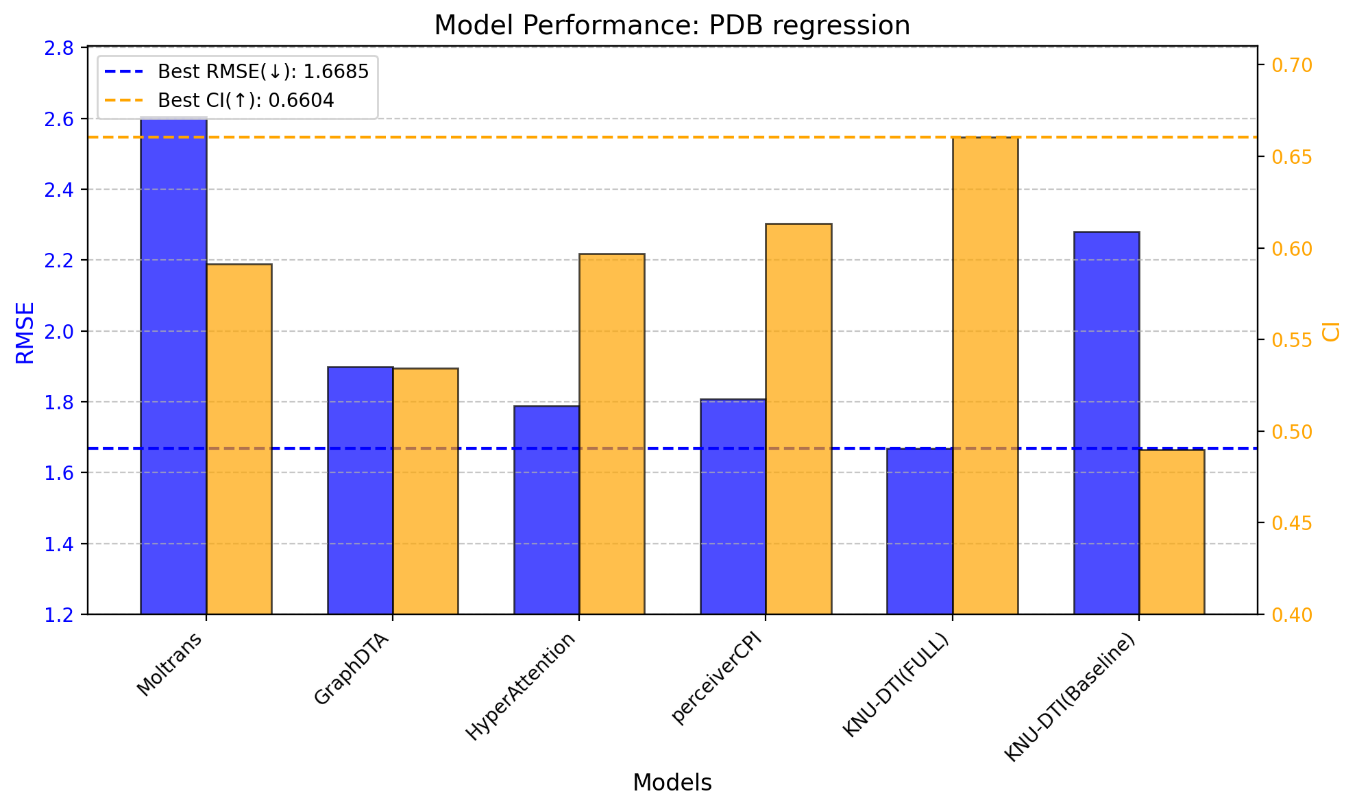 Model Performance: PDB regression
Best RMSE(↓): 1.6685
Best CI(↑): 0.6604
RMSE
2.8
2.6
2.4
2.2
2.0
1.8
1.6
1.4
1.2
0.70
0.65
0.60
0.55
0.50
0.45
0.40
CI
Moltrans
GraphDTA
HyperAttention
perceiverCPI
KNU-DTI(FULL)
KNU-DTI(Baseline)
Models